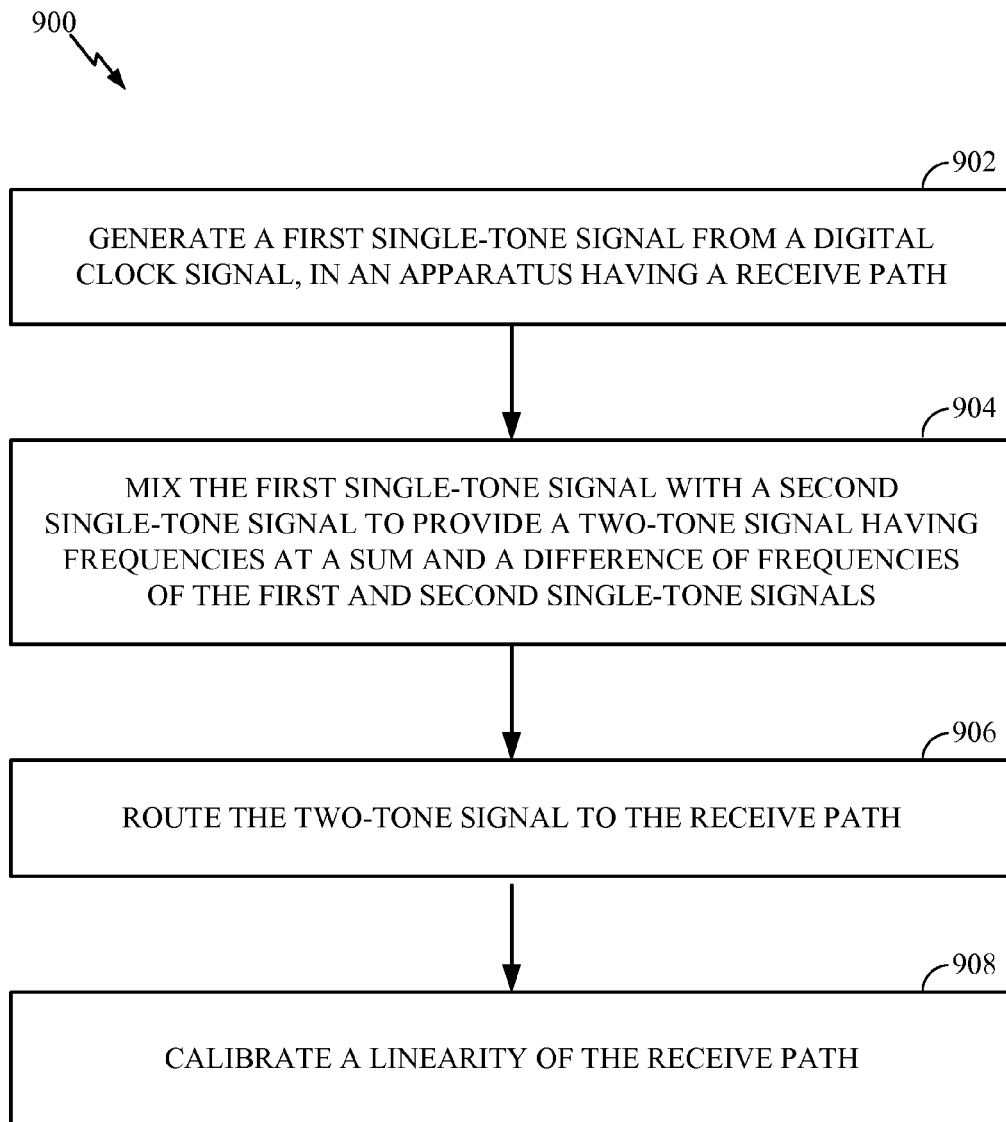 900
902
GENERATE A FIRST SINGLE-TONE SIGNAL FROM A DIGITAL
CLOCK SIGNAL, IN AN APPARATUS HAVING A RECEIVE PATH
904
MIX THE FIRST SINGLE-TONE SIGNAL WITH A SECOND
SINGLE-TONE SIGNAL TO PROVIDE A TWO-TONE SIGNAL HAVING
FREQUENCIES AT A SUM AND A DIFFERENCE OF FREQUENCIES
OF THE FIRST AND SECOND SINGLE-TONE SIGNALS
906
ROUTE THE TWO-TONE SIGNAL TO THE RECEIVE PATH
908
CALIBRATE A LINEARITY OF THE RECEIVE PATH